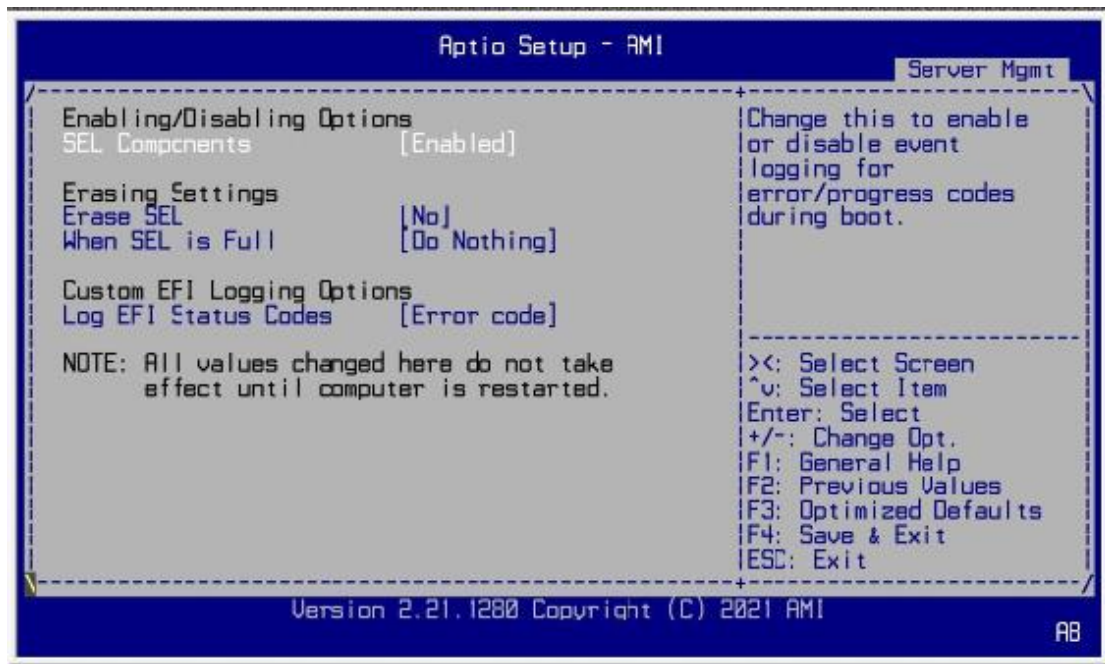 Aptio Setup - AMI
Server Mgmt
Enabling/Disabling Options
SEL Components [Enabled]
Erasing Settings
Erase SEL [No]
When SEL is Full [Do Nothing]
Custom EFI Logging Options
Log EFI Status Codes [Error code]
NOTE: All values changed here do not take
effect until computer is restarted.
Change this to enable
or disable event
logging for
error/progress codes
during boot.
><: Select Screen
^v: Select Item
Enter: Select
+/-: Change Opt.
F1: General Help
F2: Previous Values
F3: Optimized Defaults
F4: Save & Exit
ESC: Exit
Version 2.21.1280 Copyright (C) 2021 AMI
AB